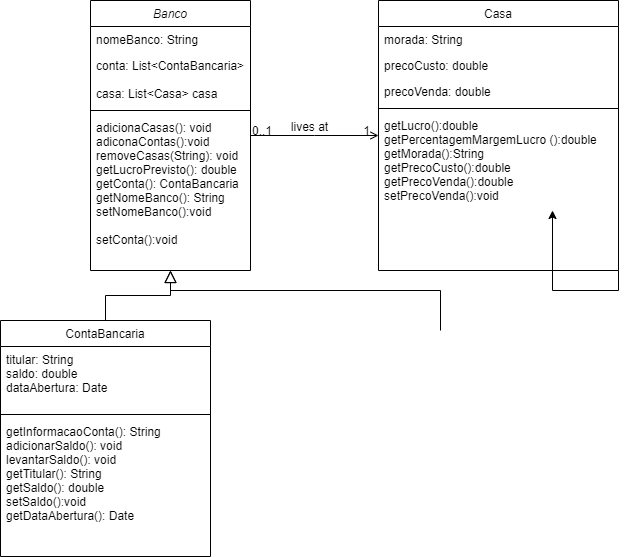 Banco
nomeBanco: String
conta: List<ContaBancaria>
casa: List<Casa> casa
adicionaCasas(): void
adiconaContas():void
removeCasas(String): void
getLucroPrevisto(): double
getConta(): ContaBancaria
getNomeBanco(): String
setNomeBanco():void
setConta():void
0..1
lives at
1
Casa
morada: String
precoCusto: double
precoVenda: double
getLucro():double
getPercentagemMargemLucro ():double
getMorada():String
getPrecoCusto():double
getPrecoVenda():double
setPrecoVenda():void
ContaBancaria
titular: String
saldo: double
dataAbertura: Date
getInformacaoConta(): String
adicionarSaldo(): void
levantarSaldo(): void
getTitular(): String
getSaldo(): double
setSaldo():void
getDataAbertura(): Date